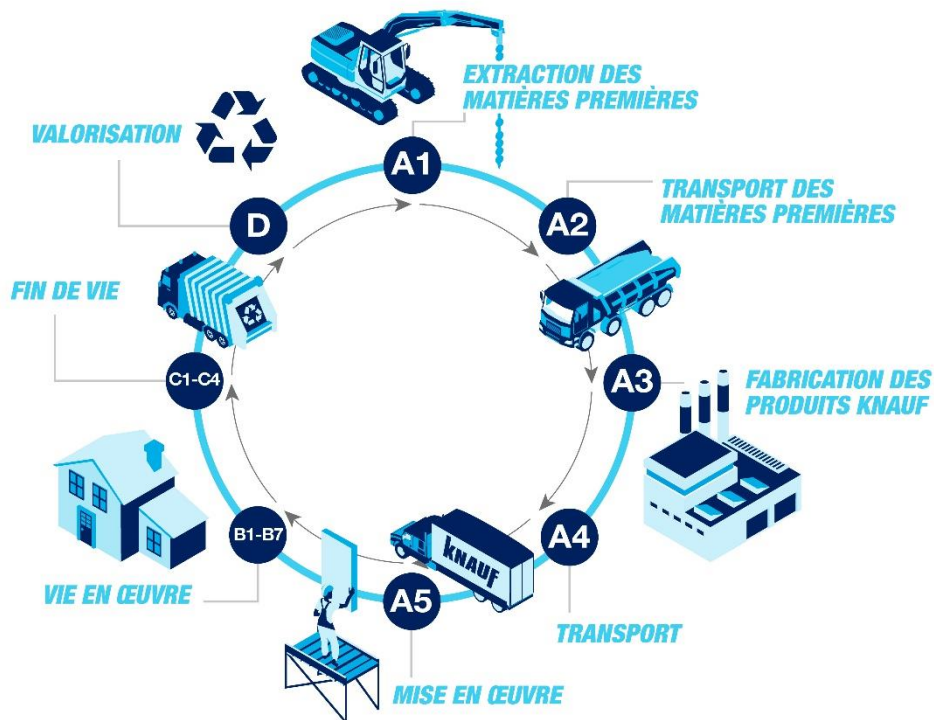 EXTRACTION DES
MATIÈRES PREMIÈRES
A1
A2
TRANSPORT DES
MATIÈRES PREMIÈRES
A3
FABRICATION DES
PRODUITS KNAUF
A4
TRANSPORT
KNAUF
A5
MISE EN ŒUVRE
B1-B7
VIE EN ŒUVRE
C1-C4
FIN DE VIE
D
VALORISATION